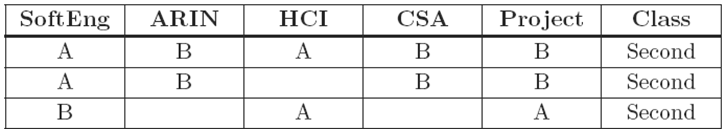 SoftEng ARIN HCI CSA Project Class
A B A B B Second
A B B B Second
B A A Second